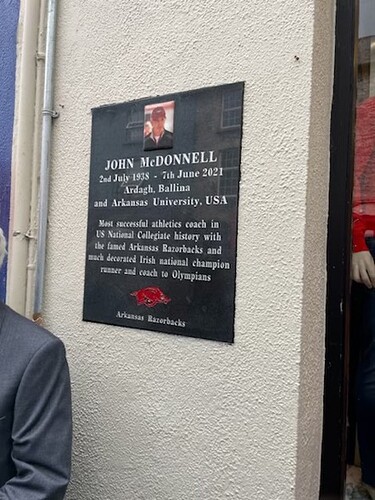 JOHN McDONNELL
2nd July 1938 - 7th June 2021
Ardagh, Ballina
and Arkansas University, USA
Most successful athletics coach in
US National Collegiate history with
the famed Arkansas Razorbacks and
much decorated Irish national champion
runner and coach to Olympians
Arkansas Razorbacks